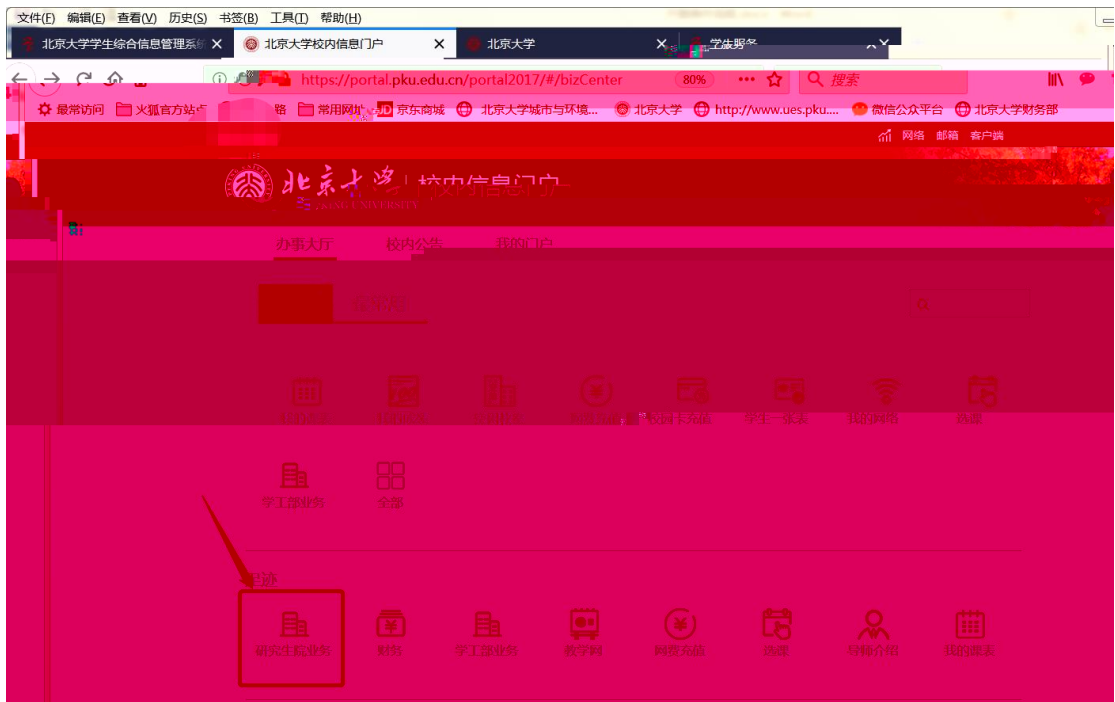 文件(F) 编辑(E) 查看(V) 历史(S) 书签(B) 工具(T) 帮助(H)
北京大学学生综合信息管理系统 北京大学校内信息门户 北京大学 学生服务
https://portal.pku.edu.cn/portal2017/#/bizCenter 80% 搜索
最常访问 火狐官方站点 路 常用网址 JD 京东商城 北京大学城市与环境... 北京大学 http://www.ues.pku.... 微信公众平台 北京大学财务部
网络 邮箱 客户端
北京大学 校内信息门户
办事大厅 校内公告 我的门户
校园卡充值 学生一张表 我的网络 选课
学工部业务 全部
足迹
研究生院业务 财务 学工部业务 教学网 网费充值 选课 导师介绍 我的课表